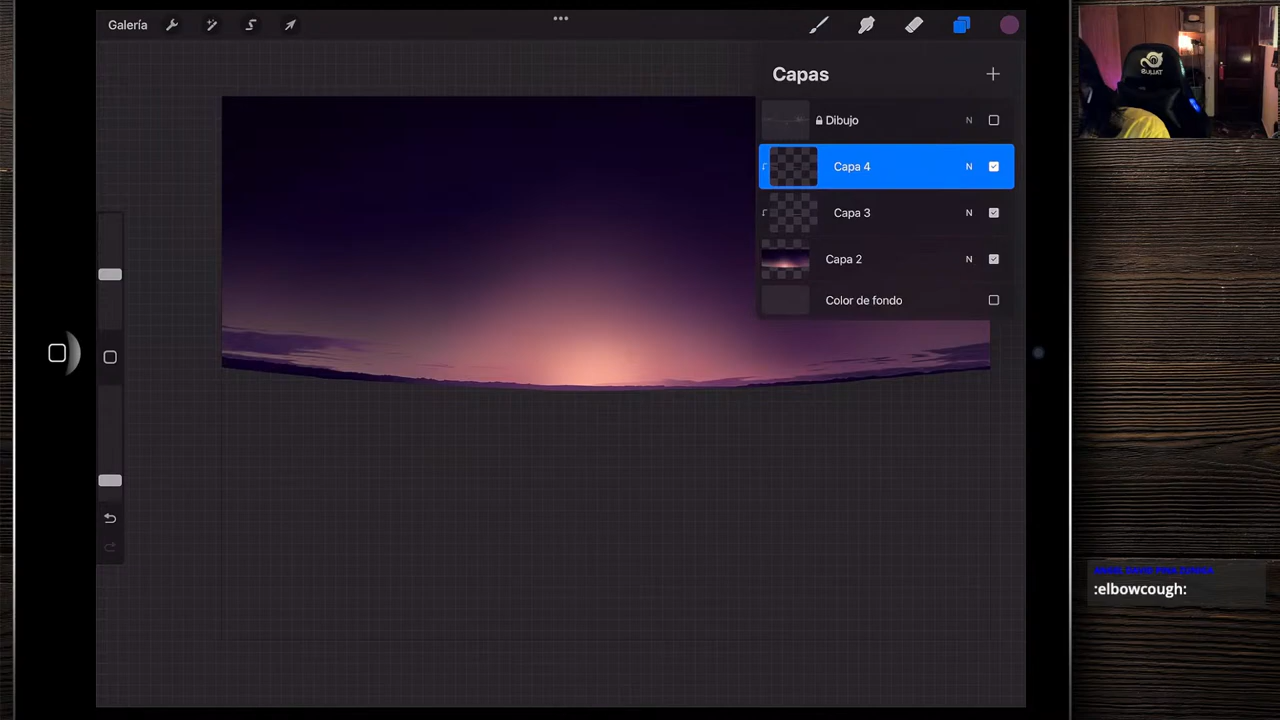 Galería
Capas
Dibujo N
Capa 4 N
Capa 3 N
Capa 2 N
Color de fondo
:elbowcough: